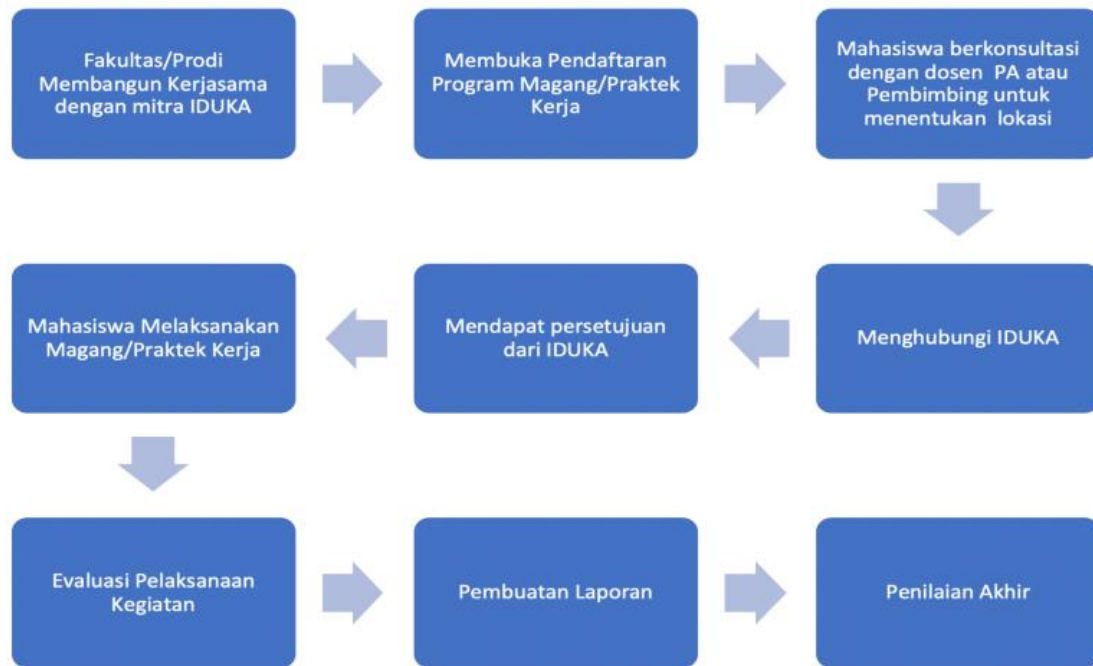 Fakultas/Prodi
Membangun Kerjasama
dengan mitra IDUKA
Membuka Pendaftaran
Program Magang/Praktek
Kerja
Mahasiswa berkonsultasi
dengan dosen PA atau
Pembimbing untuk
menentukan lokasi
Menghubungi IDUKA
Mendapat persetujuan
dari IDUKA
Mahasiswa Melaksanakan
Magang/Praktek Kerja
Evaluasi Pelaksanaan
Kegiatan
Pembuatan Laporan
Penilaian Akhir